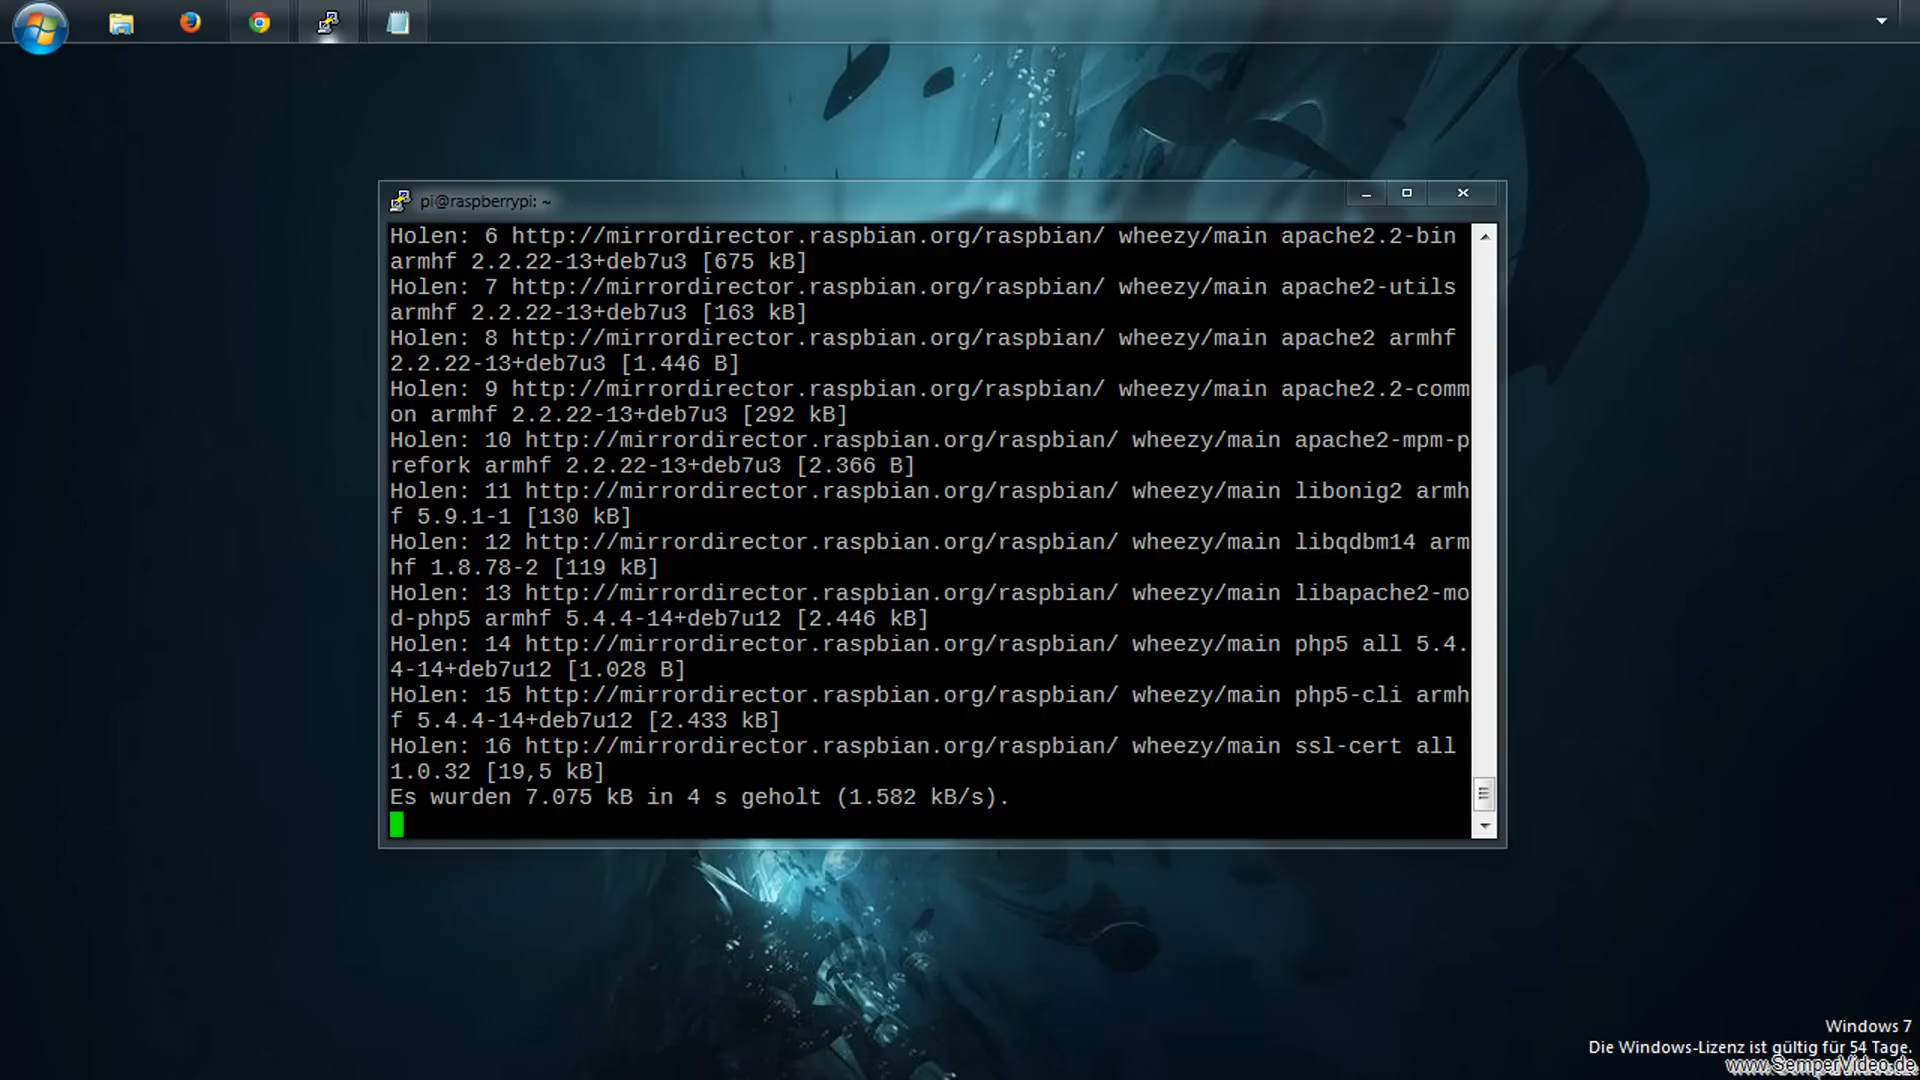 pi@raspberrypi: ~
Holen: 6 http://mirrordirector.raspbian.org/raspbian/ wheezy/main apache2.2-bin
armhf 2.2.22-13+deb7u3 [675 kB]
Holen: 7 http://mirrordirector.raspbian.org/raspbian/ wheezy/main apache2-utils
armhf 2.2.22-13+deb7u3 [163 kB]
Holen: 8 http://mirrordirector.raspbian.org/raspbian/ wheezy/main apache2 armhf
2.2.22-13+deb7u3 [1.446 B]
Holen: 9 http://mirrordirector.raspbian.org/raspbian/ wheezy/main apache2.2-comm
on armhf 2.2.22-13+deb7u3 [292 kB]
Holen: 10 http://mirrordirector.raspbian.org/raspbian/ wheezy/main apache2-mpm-p
refork armhf 2.2.22-13+deb7u3 [2.366 B]
Holen: 11 http://mirrordirector.raspbian.org/raspbian/ wheezy/main libonig2 armh
f 5.9.1-1 [130 kB]
Holen: 12 http://mirrordirector.raspbian.org/raspbian/ wheezy/main libqdbm14 arm
hf 1.8.78-2 [119 kB]
Holen: 13 http://mirrordirector.raspbian.org/raspbian/ wheezy/main libapache2-mo
d-php5 armhf 5.4.4-14+deb7u12 [2.446 kB]
Holen: 14 http://mirrordirector.raspbian.org/raspbian/ wheezy/main php5 all 5.4.
4-14+deb7u12 [1.028 B]
Holen: 15 http://mirrordirector.raspbian.org/raspbian/ wheezy/main php5-cli armh
f 5.4.4-14+deb7u12 [2.433 kB]
Holen: 16 http://mirrordirector.raspbian.org/raspbian/ wheezy/main ssl-cert all
1.0.32 [19,5 kB]
Es wurden 7.075 kB in 4 s geholt (1.582 kB/s).
Windows 7
Die Windows-Lizenz ist gültig für 54 Tage.
www.SemperVideo.de